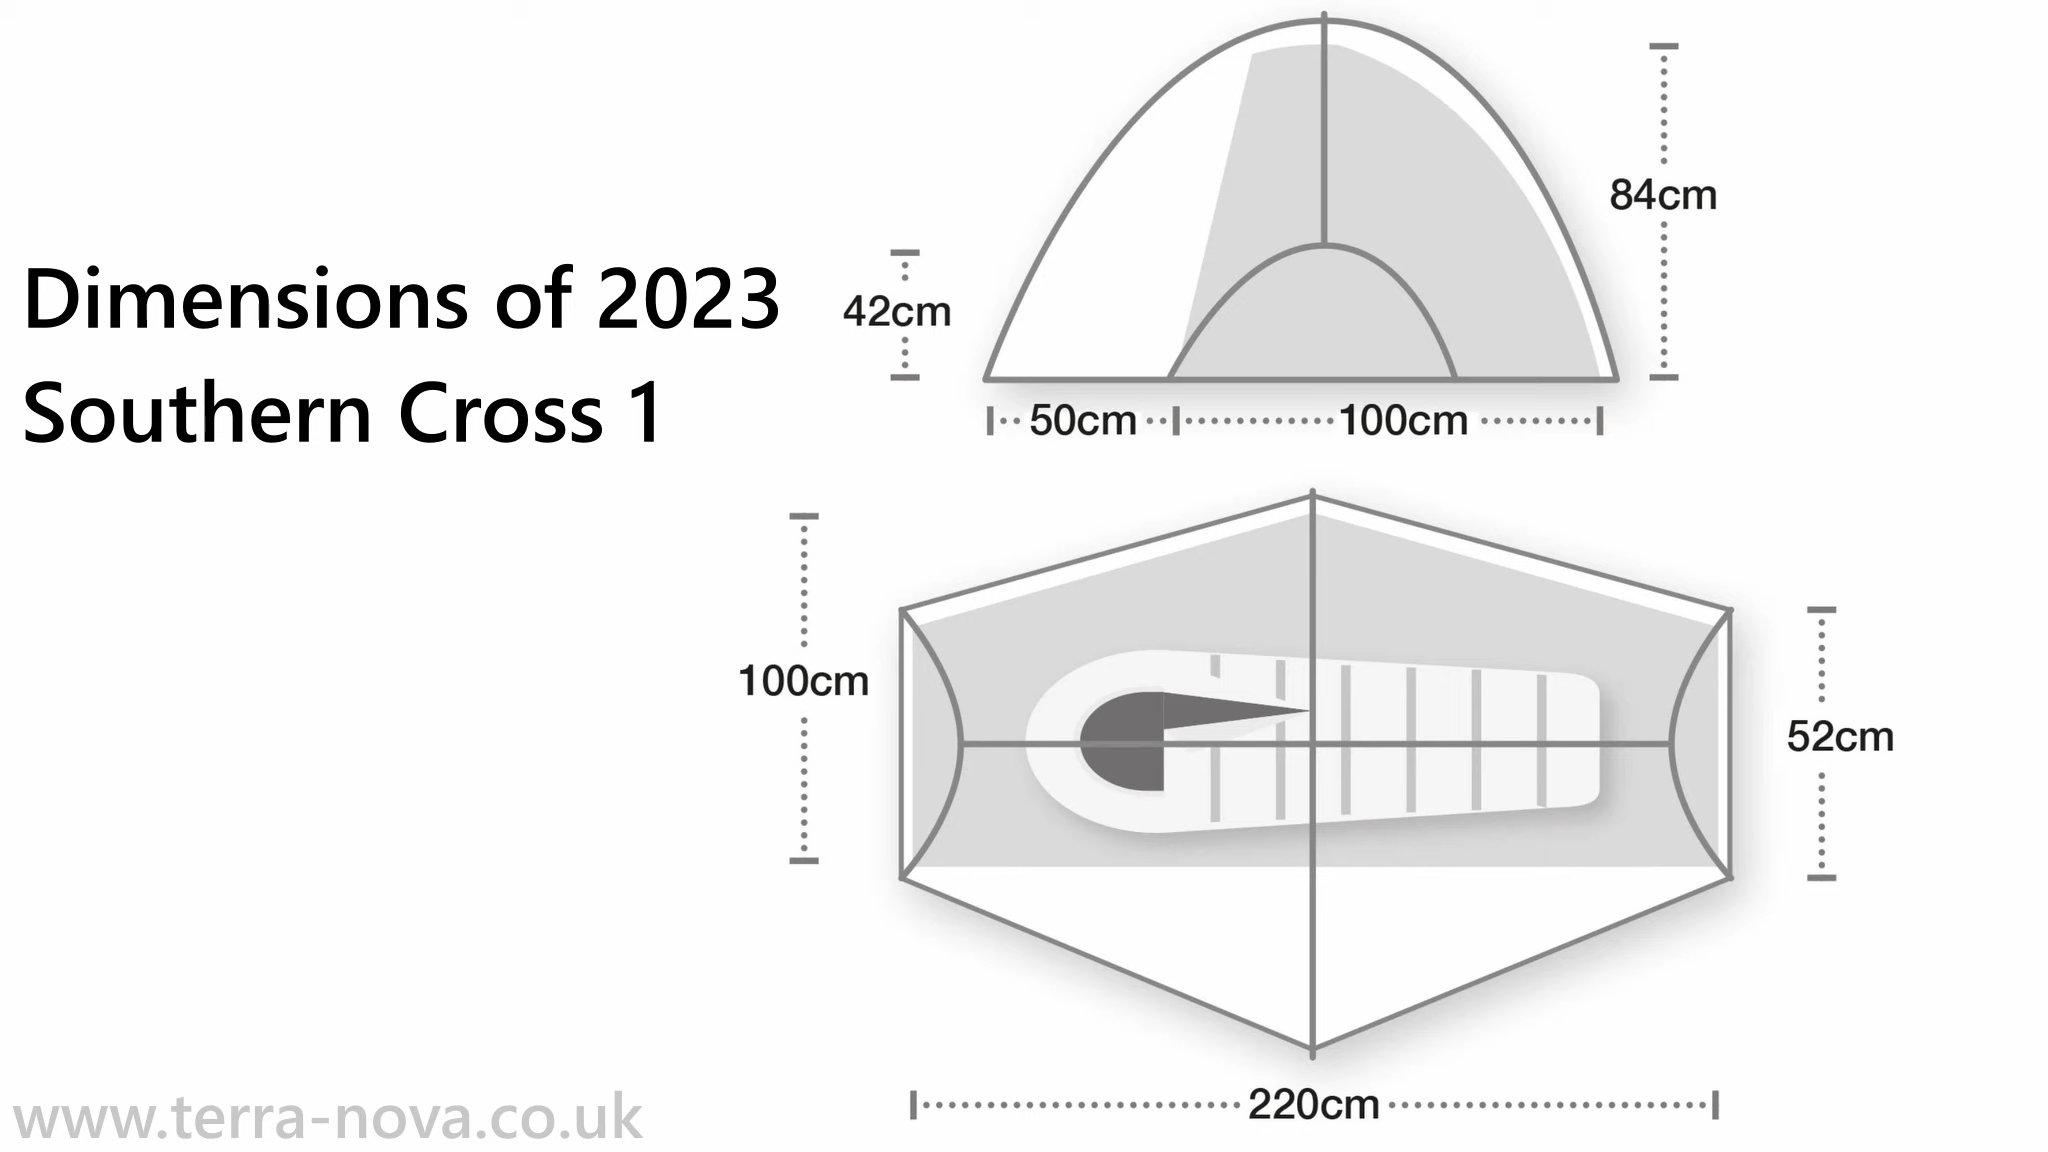 Dimensions of 2023
Southern Cross 1
84cm
42cm
50cm 100cm
100cm
52cm
220cm
www.terra-nova.co.uk